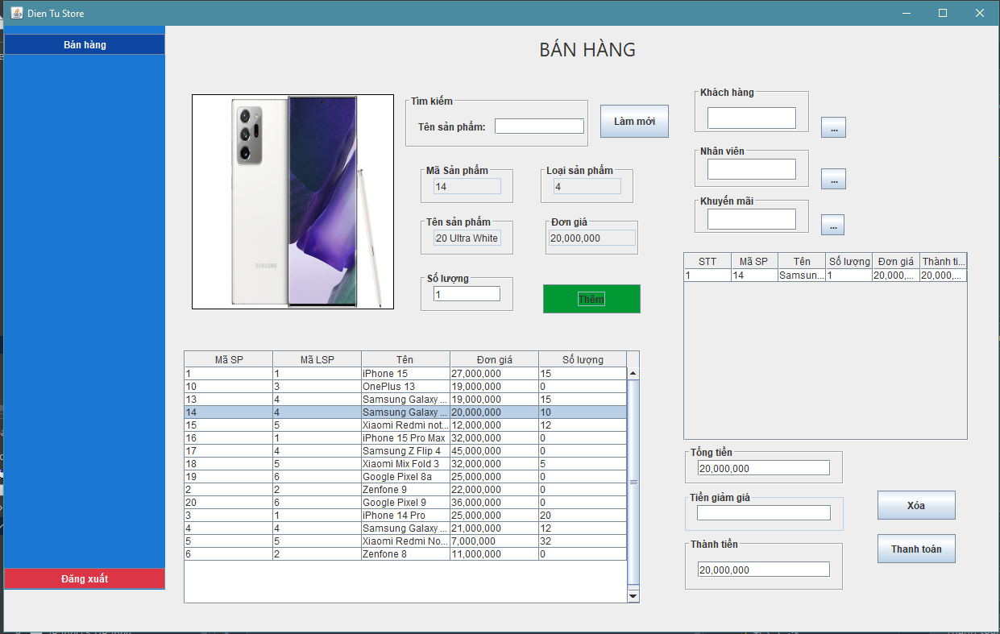 Dien Tu Store
Bán hàng
Đăng xuất
BÁN HÀNG
SAMSUNG
Tìm kiếm
Tên sản phẩm:
Làm mới
Mã Sản phẩm
14
Loại sản phẩm
4
Tên sản phẩm
20 Ultra White
Đơn giá
20,000,000
Số lượng
1
Thêm
Mã SP Mã LSP Tên Đơn giá Số lượng
1 1 iPhone 15 27,000,000 15
10 3 OnePlus 13 19,000,000 0
13 4 Samsung Galaxy ... 19,000,000 15
14 4 Samsung Galaxy ... 20,000,000 10
15 5 Xiaomi Redmi not... 12,000,000 12
16 1 iPhone 15 Pro Max 32,000,000 0
17 4 Samsung Z Flip 4 45,000,000 0
18 5 Xiaomi Mix Fold 3 32,000,000 5
19 6 Google Pixel 8a 25,000,000 0
2 2 Zenfone 9 22,000,000 0
20 6 Google Pixel 9 36,000,000 0
3 1 iPhone 14 Pro 25,000,000 20
4 4 Samsung Galaxy ... 21,000,000 12
5 5 Xiaomi Redmi No... 7,000,000 32
6 2 Zenfone 8 11,000,000 0
Khách hàng
...
Nhân viên
...
Khuyến mãi
...
STT Mã SP Tên Số lượng Đơn giá Thành ti...
1 14 Samsun... 1 20,000,... 20,000,...
Tổng tiền
20,000,000
Tiền giảm giá
Thành tiền
20,000,000
Xóa
Thanh toán